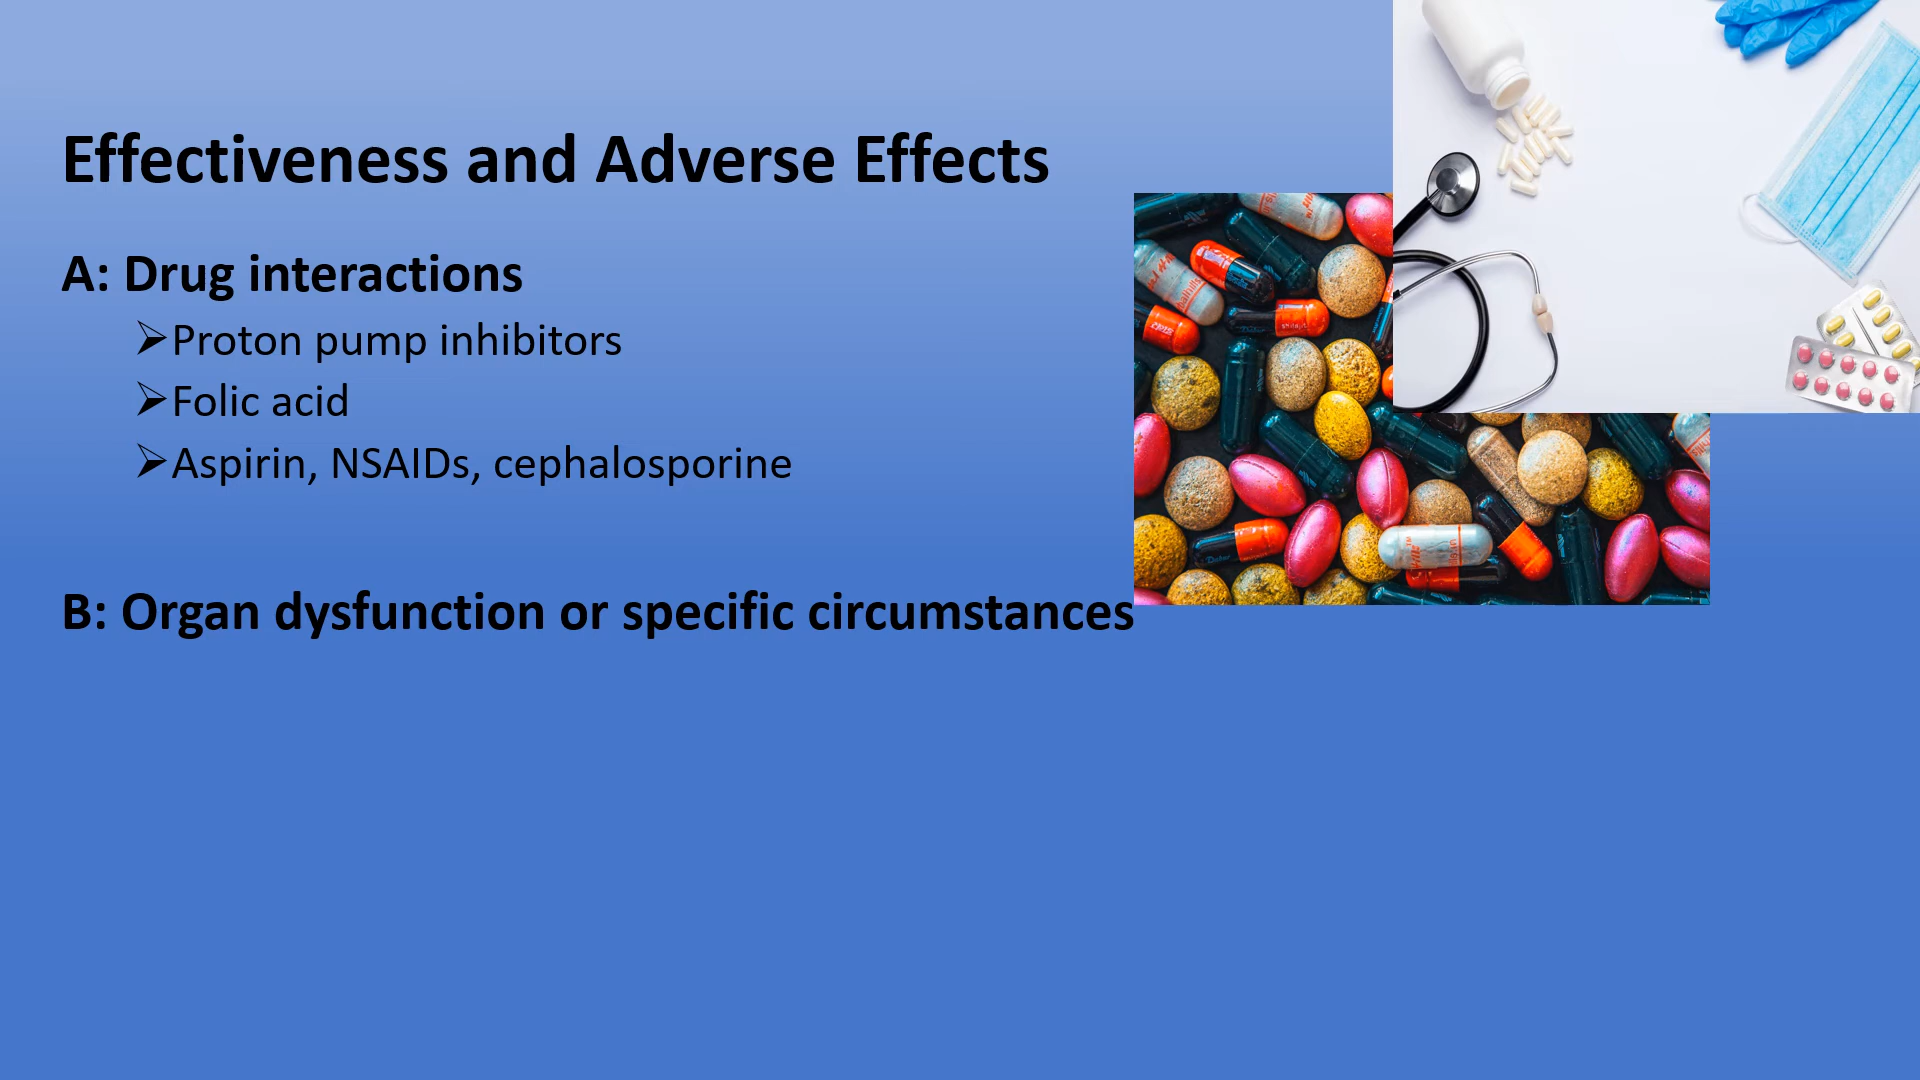 Effectiveness and Adverse Effects
A: Drug interactions
➢Proton pump inhibitors
➢Folic acid
➢Aspirin, NSAIDs, cephalosporine
B: Organ dysfunction or specific circumstances